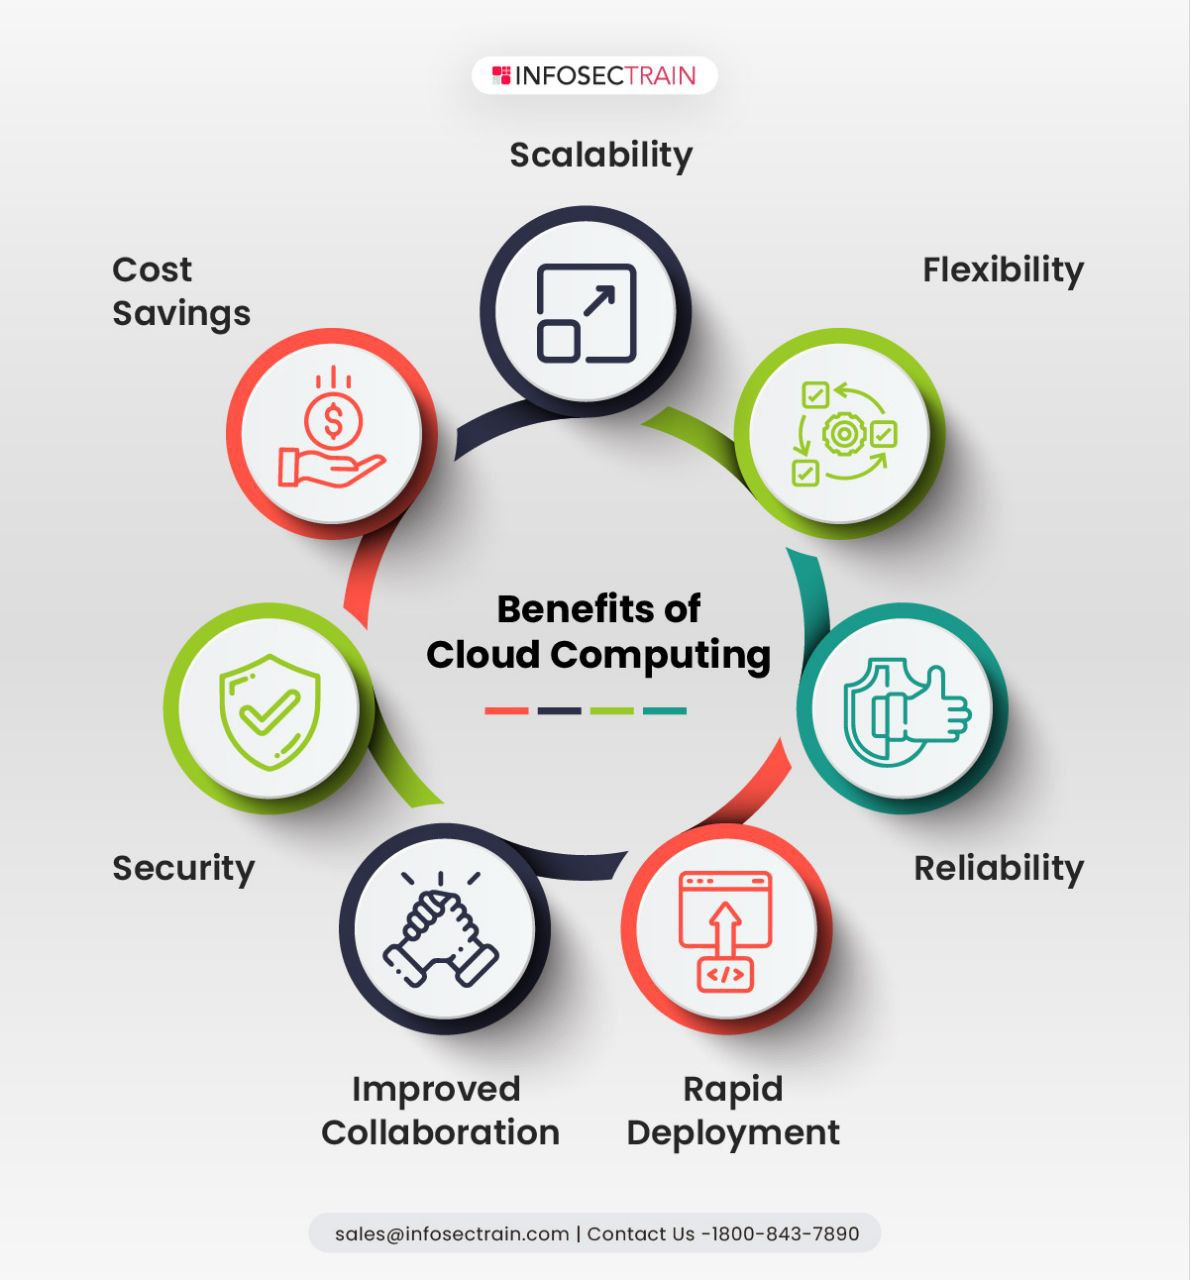 INFOSECTRAIN
Scalability
Cost
Savings
Flexibility
$
Benefits of
Cloud Computing
Security
Reliability
</>
Improved
Collaboration
Rapid
Deployment
sales@infosectrain.com | Contact Us -1800-843-7890